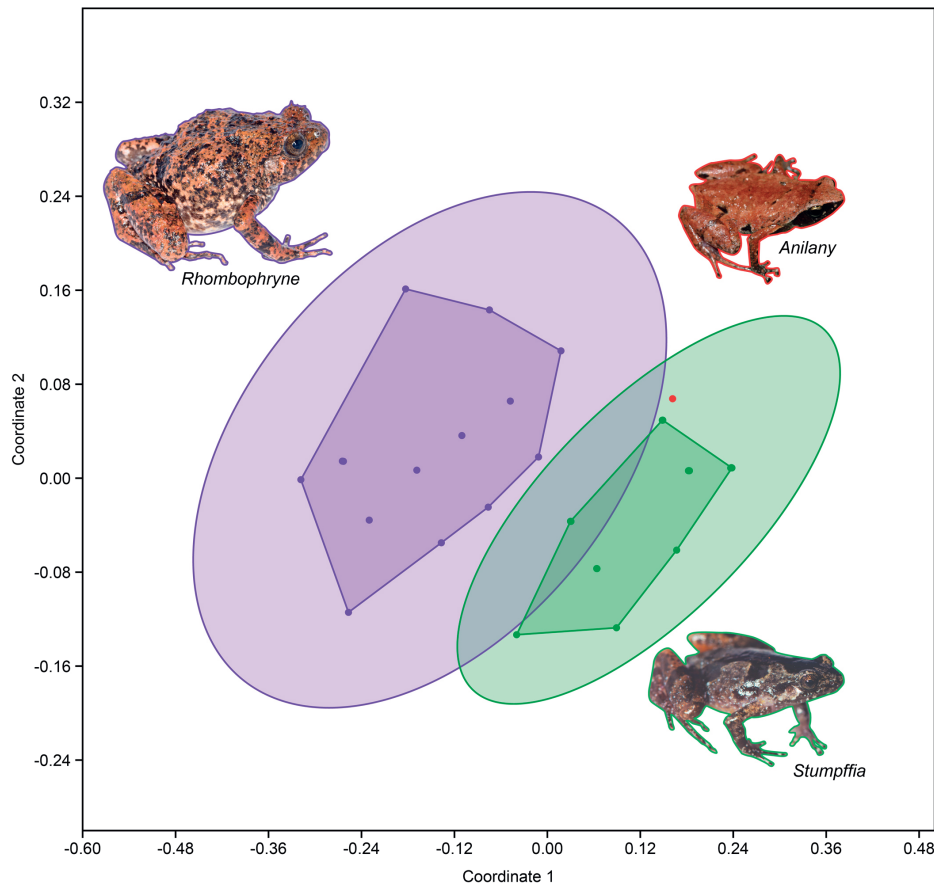 0.32
0.24
0.16
0.08
0.00
-0.08
-0.16
-0.24
Coordinate 2
Rhombophryne
Anilany
Stumpffia
-0.60 -0.48 -0.36 -0.24 -0.12 0.00 0.12 0.24 0.36 0.48
Coordinate 1